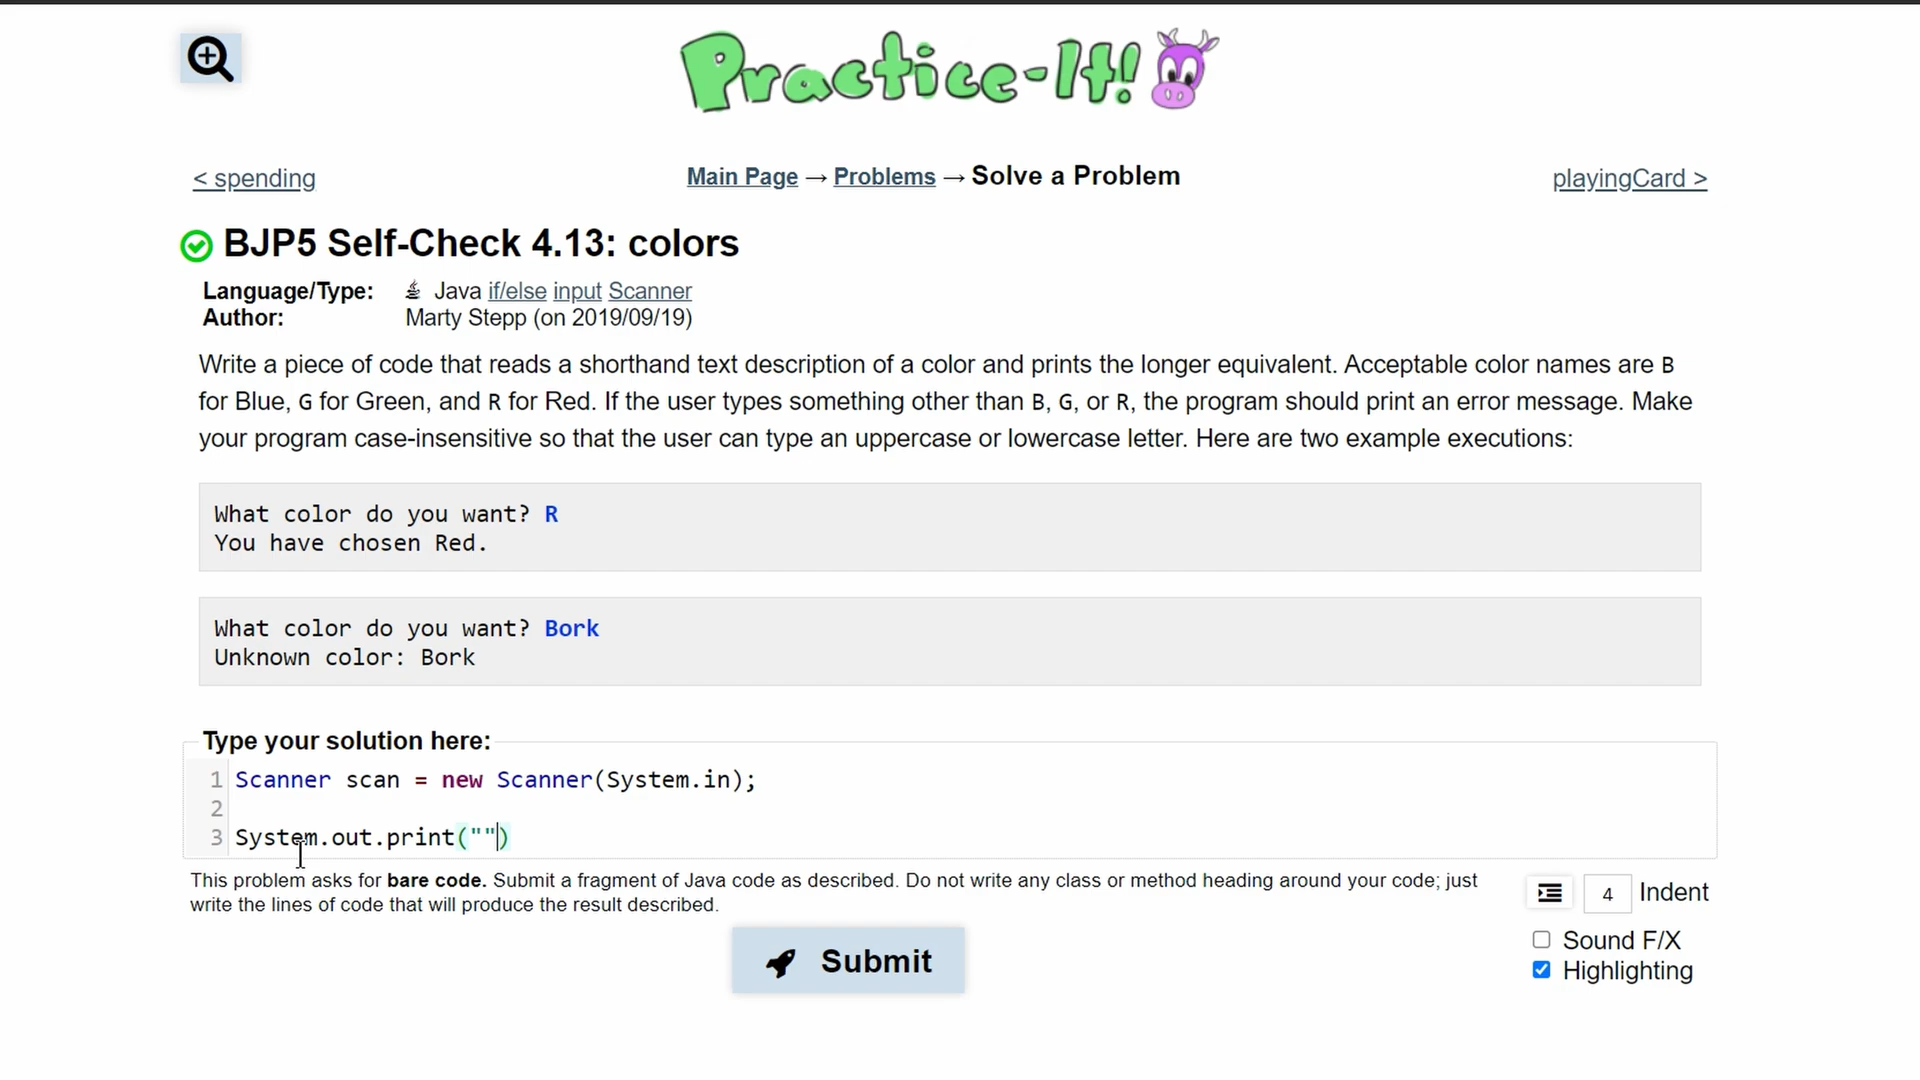 Practice-It!
< spending
Main Page → Problems → Solve a Problem
playingCard >
BJP5 Self-Check 4.13: colors
Language/Type: Java if/else input Scanner
Author: Marty Stepp (on 2019/09/19)
Write a piece of code that reads a shorthand text description of a color and prints the longer equivalent. Acceptable color names are B
for Blue, G for Green, and R for Red. If the user types something other than B, G, or R, the program should print an error message. Make
your program case-insensitive so that the user can type an uppercase or lowercase letter. Here are two example executions:
What color do you want? R
You have chosen Red.
What color do you want? Bork
Unknown color: Bork
Type your solution here:
1 Scanner scan = new Scanner(System.in);
2
3 System.out.print("")
This problem asks for bare code. Submit a fragment of Java code as described. Do not write any class or method heading around your code; just
write the lines of code that will produce the result described.
4 Indent
Sound F/X
Highlighting
Submit